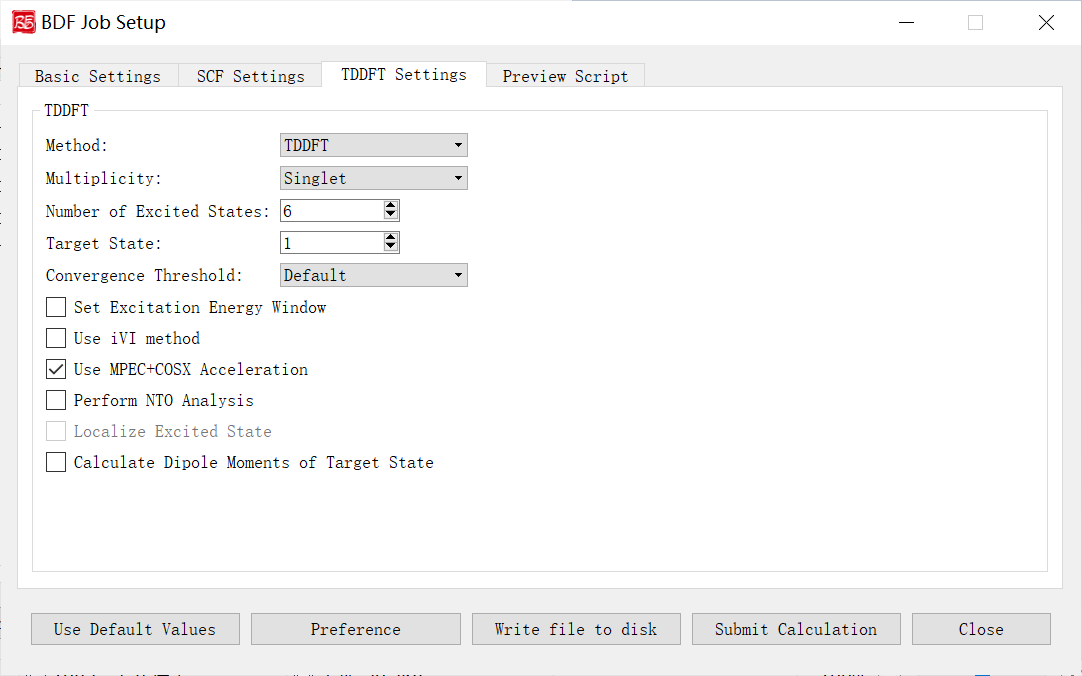 BDF Job Setup
Basic Settings SCF Settings TDDFT Settings Preview Script
TDDFT
Method: TDDFT
Multiplicity: Singlet
Number of Excited States: 6
Target State: 1
Convergence Threshold: Default
Set Excitation Energy Window
Use iVI method
Use MPEC+COSX Acceleration
Perform NTO Analysis
Localize Excited State
Calculate Dipole Moments of Target State
Use Default Values Preference Write file to disk Submit Calculation Close